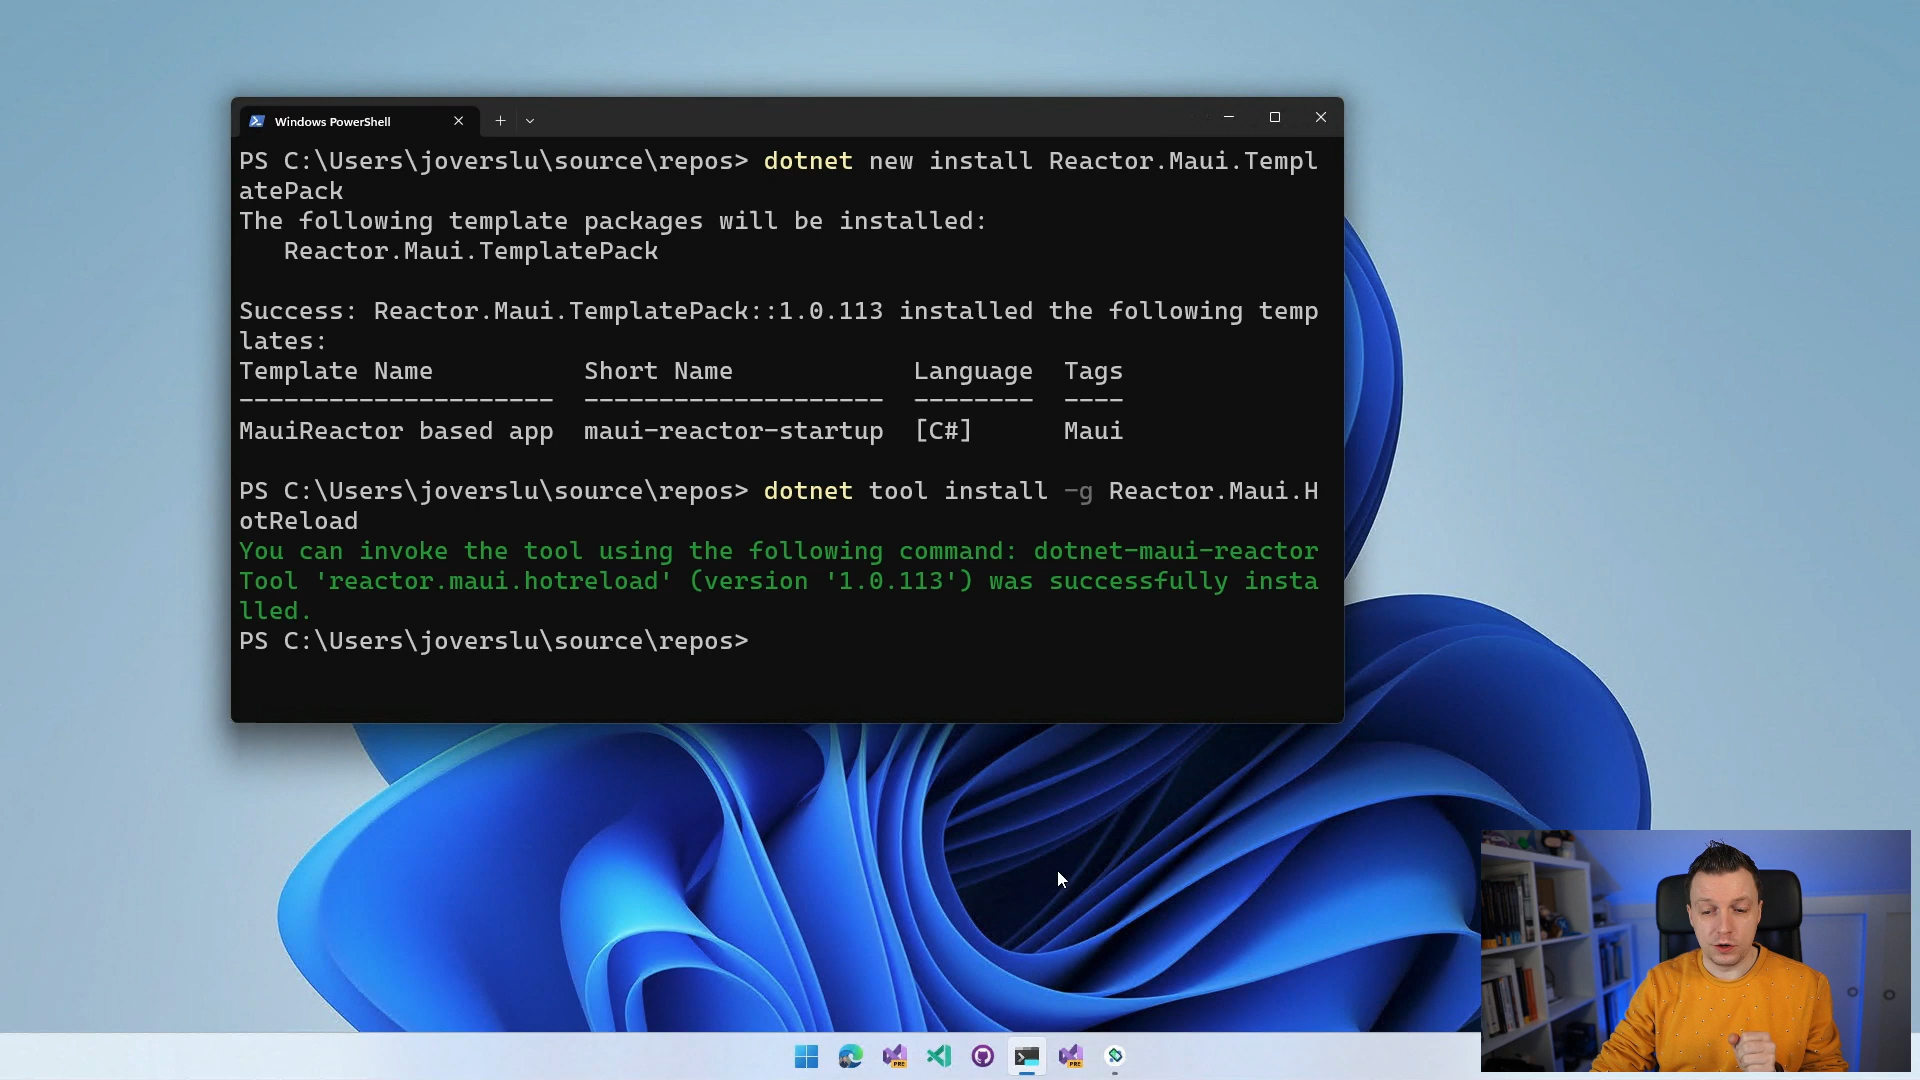 Windows PowerShell
PS C:\Users\joverslu\source\repos> dotnet new install Reactor.Maui.Templ
atePack
The following template packages will be installed:
   Reactor.Maui.TemplatePack
Success: Reactor.Maui.TemplatePack::1.0.113 installed the following temp
lates:
Template Name          Short Name            Language  Tags
---------------------  --------------------  --------  ----
MauiReactor based app  maui-reactor-startup  [C#]      Maui
PS C:\Users\joverslu\source\repos> dotnet tool install -g Reactor.Maui.H
otReload
You can invoke the tool using the following command: dotnet-maui-reactor
Tool 'reactor.maui.hotreload' (version '1.0.113') was successfully insta
lled.
PS C:\Users\joverslu\source\repos>
PRE PRE